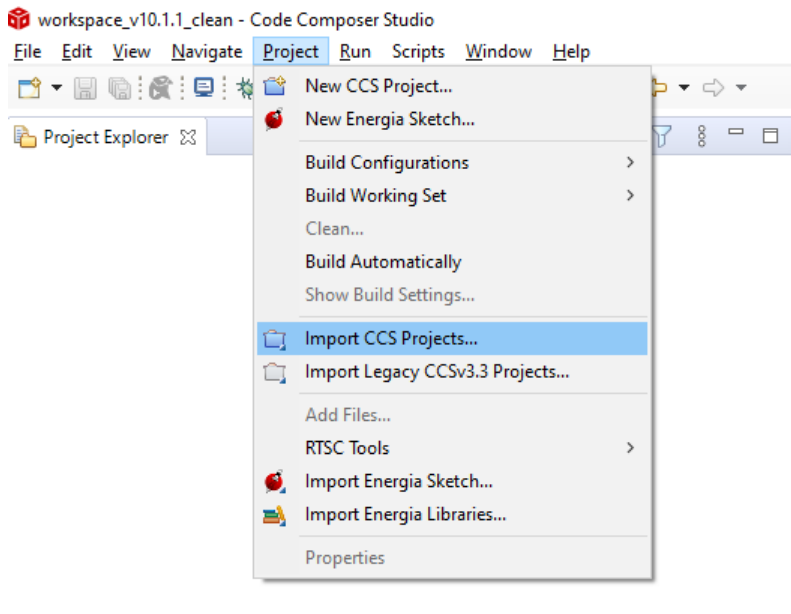 workspace_v10.1.1_clean - Code Composer Studio
File Edit View Navigate Project Run Scripts Window Help
Project Explorer
New CCS Project...
New Energia Sketch...
Build Configurations
Build Working Set
Clean...
Build Automatically
Show Build Settings...
Import CCS Projects...
Import Legacy CCSv3.3 Projects...
Add Files...
RTSC Tools
Import Energia Sketch...
Import Energia Libraries...
Properties